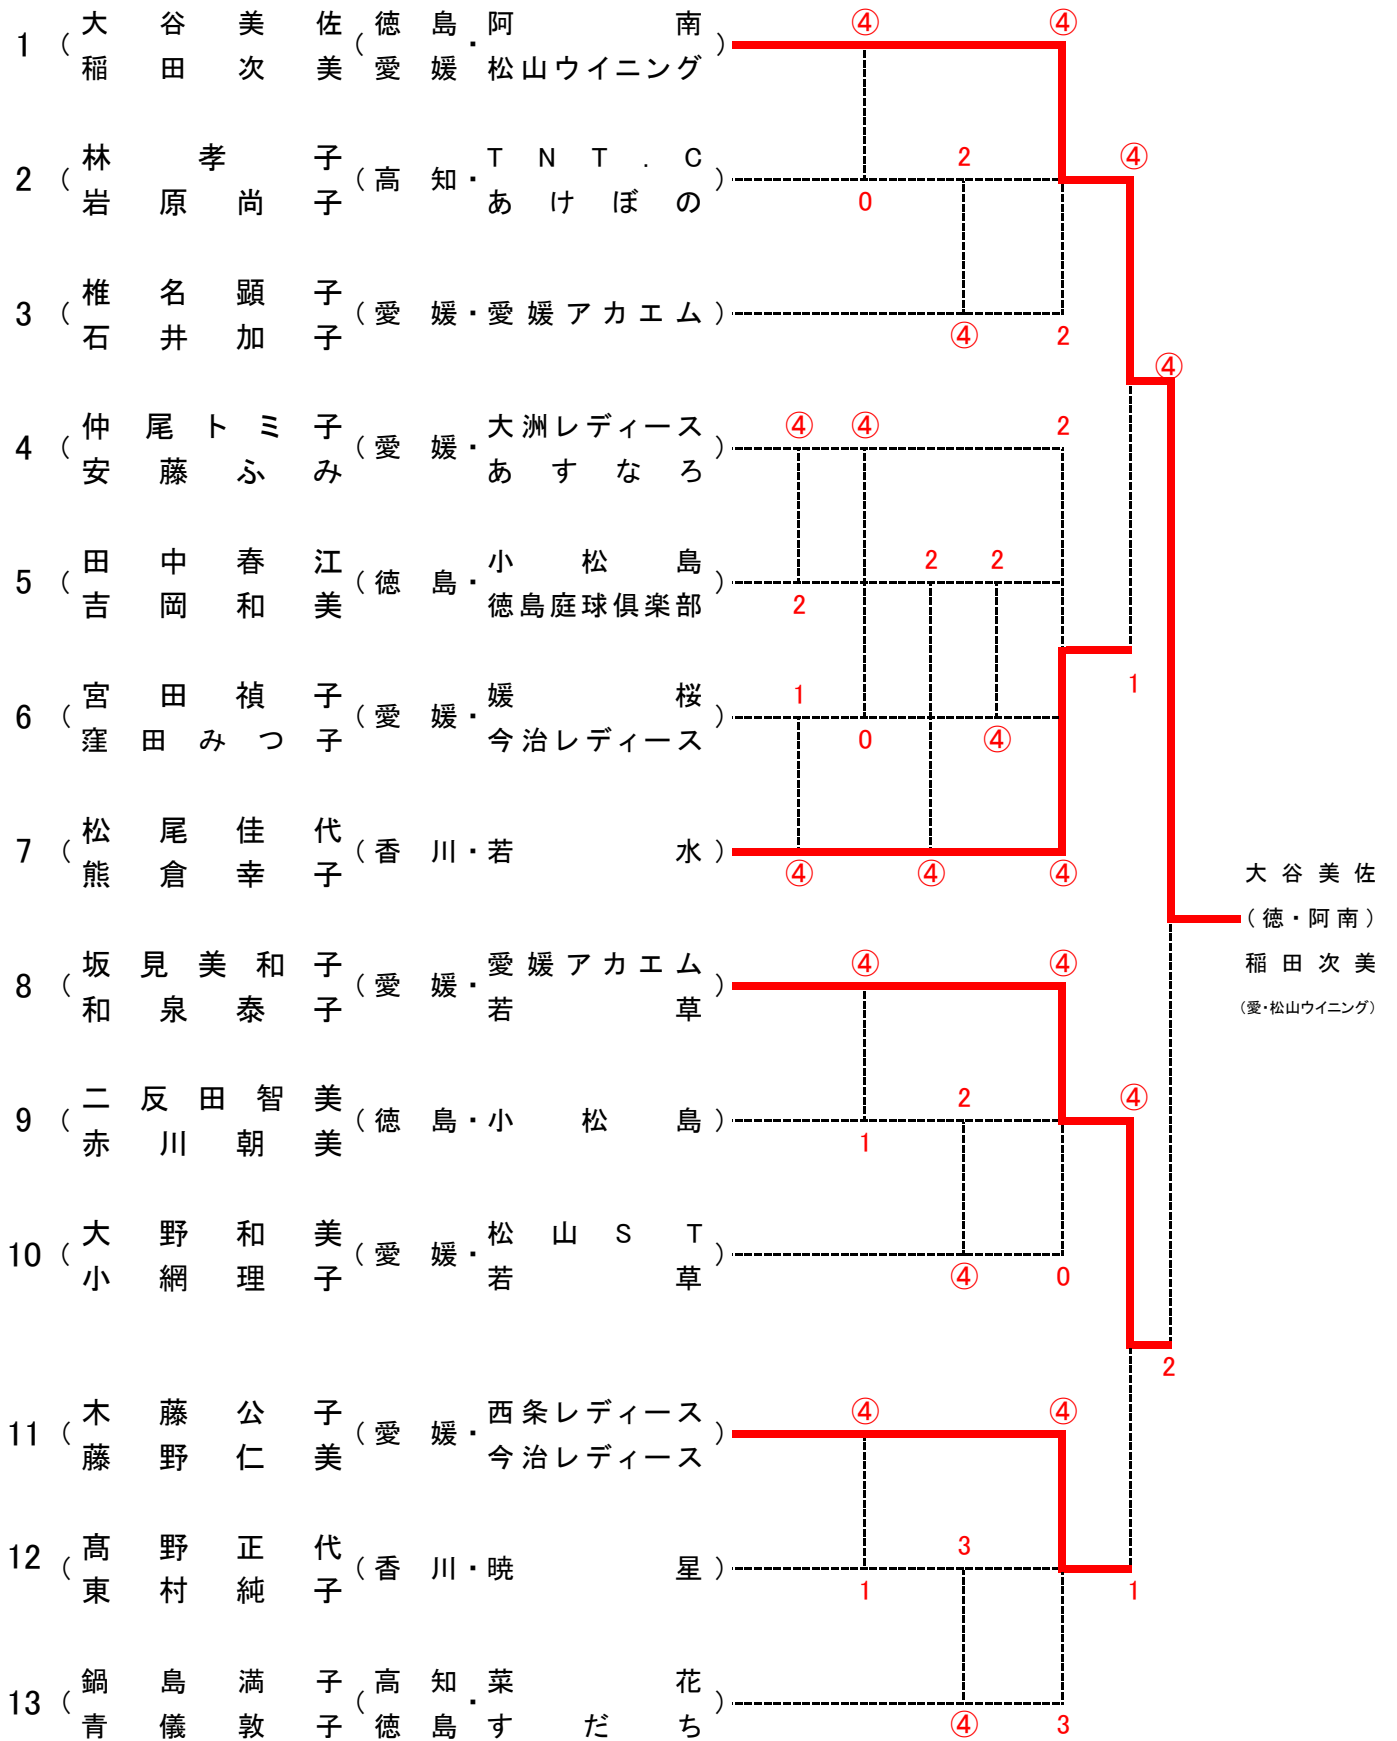 ④ ④
大谷美佐 徳島 阿南
1 ( ( ・ )
稲田次美 愛媛 松山ウイニング
林孝子 TNT.C 2 ④
2 ( (高知・ )
岩原尚子 あけぼの 0
椎名顕子
3 ( (愛媛・愛媛アカエム)
石井加子 ④ 2
④
仲尾トミ子 大洲レディース ④ ④ 2
4 ( (愛媛・ )
安藤ふみ あすなろ
田中春江 小松島 2 2
5 ( (徳島・ )
吉岡和美 徳島庭球倶楽部 2
宮田禎子 媛桜 1 1
6 ( (愛媛・ )
窪田みつ子 今治レディース 0 ④
松尾佳代
7 ( (香川・若水)
熊倉幸子 ④ ④ ④
大谷美佐
(徳・阿南)
稲田次美
(愛・松山ウイニング)
坂見美和子 愛媛アカエム ④ ④
8 ( (愛媛・ )
和泉泰子 若草
二反田智美 2 ④
9 ( (徳島・小松島)
赤川朝美 1
大野和美 松山ST
10 ( (愛媛・ )
小網理子 若草 ④ 0
2
木藤公子 西条レディース ④ ④
11 ( (愛媛・ )
藤野仁美 今治レディース
髙野正代 3
12 ( (香川・暁星)
東村純子 1 1
鍋島満子 高知 菜花
13 ( ( ・ )
青儀敦子 徳島 すだち ④ 3